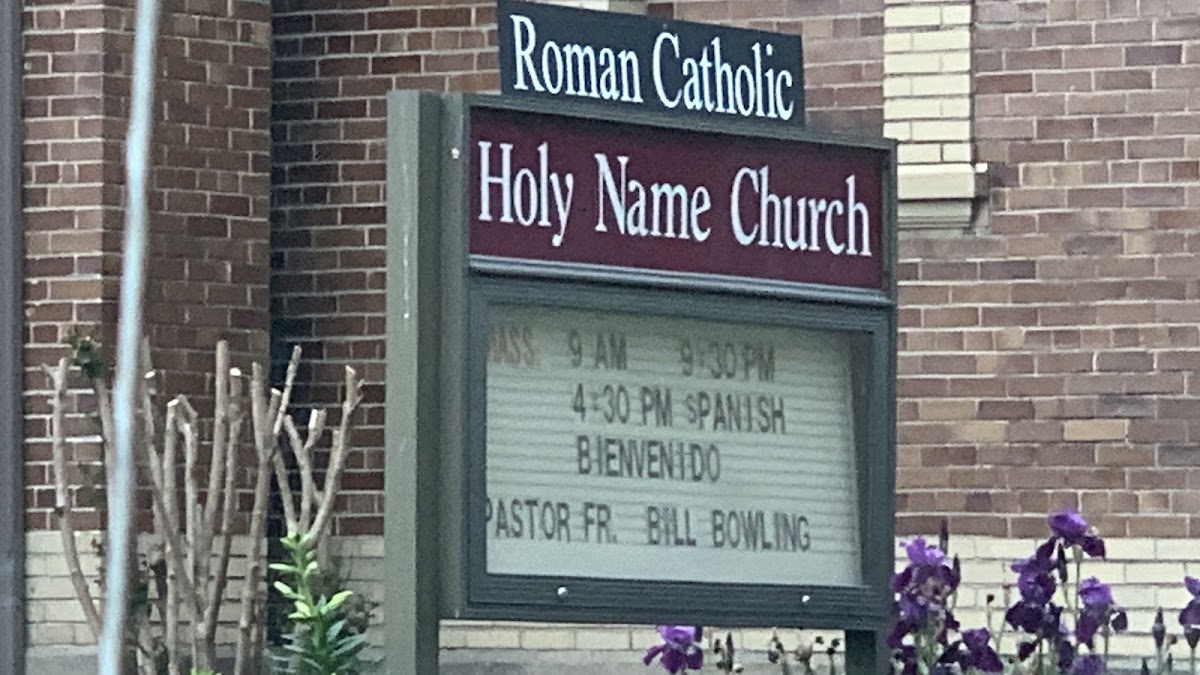 Roman Catholic
Holy Name Church
MASS: 9 AM 9:30 PM
4:30 PM SPANISH
BIENVENIDO
PASTOR FR. BILL BOWLING